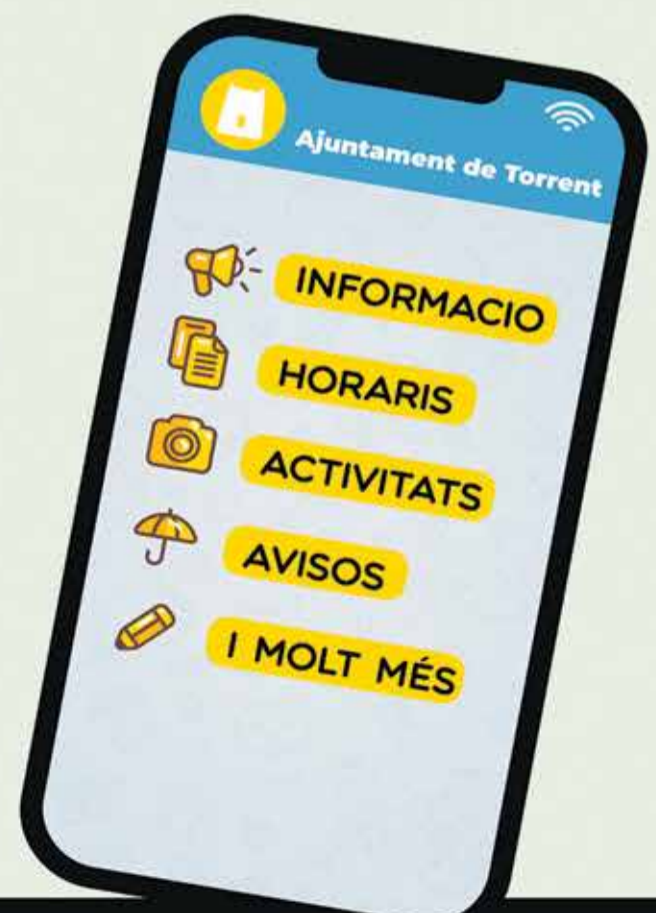 Ajuntament de Torrent
INFORMACIO
HORARIS
ACTIVITATS
AVISOS
I MOLT MÉS